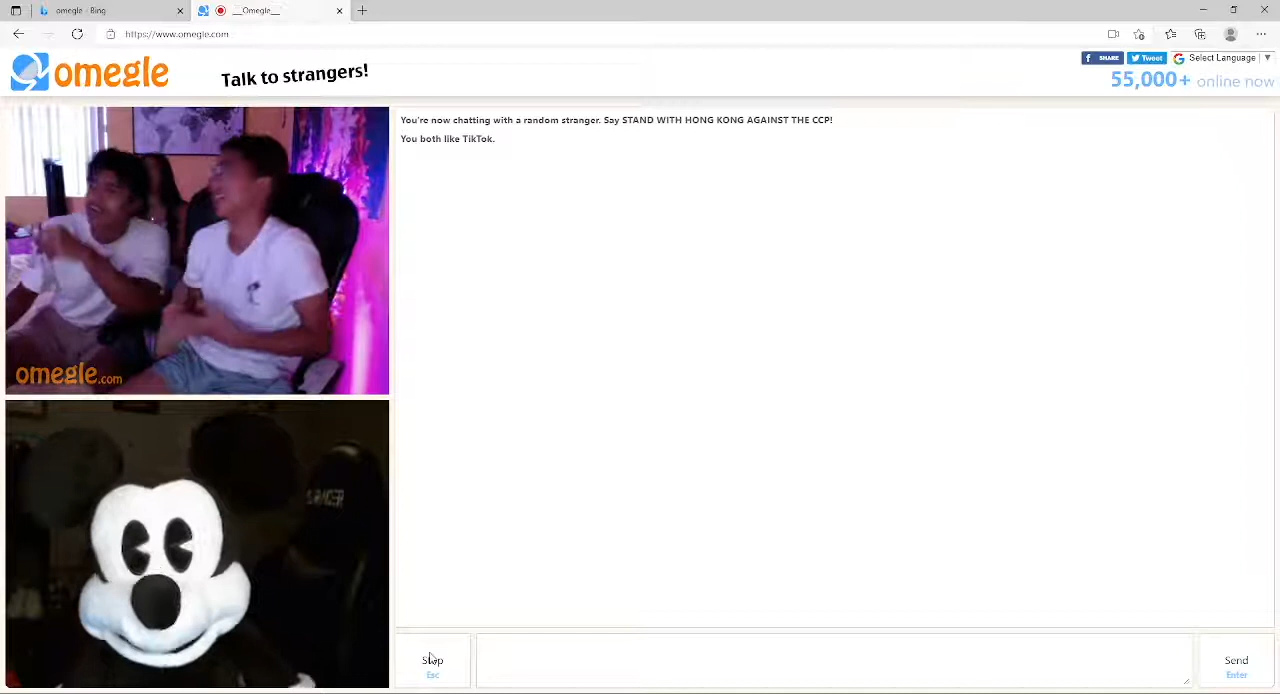 omegle - Bing
__Omegle__
https://www.omegle.com
omegle
Talk to strangers!
SHARE
Tweet
Select Language
55,000+ online now
You're now chatting with a random stranger. Say STAND WITH HONG KONG AGAINST THE CCP!
You both like TikTok.
omegle.com
Stop
Esc
Send
Enter